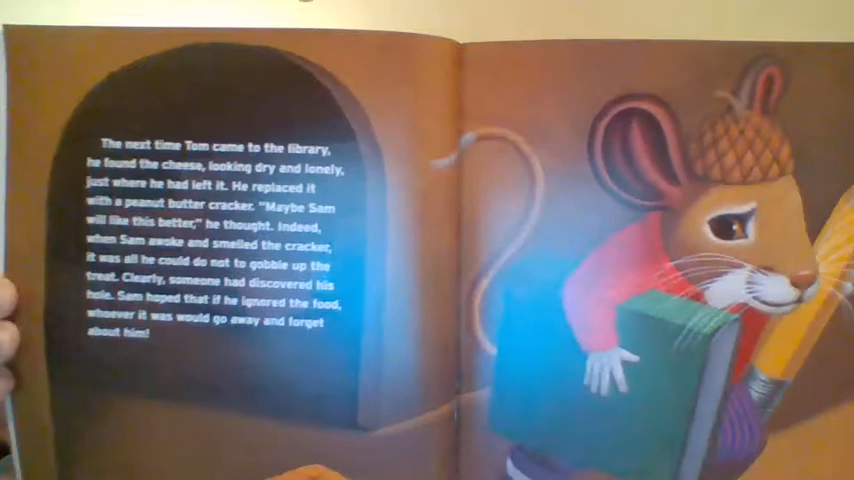 The next time Tom came to the library,
he found the cheese, looking dry and lonely,
just where he had left it. He replaced it
with a peanut butter cracker. "Maybe Sam
will like this better," he thought. Indeed,
when Sam awoke and smelled the cracker,
it was all he could do not to gobble up the
treat. Clearly, someone had discovered his
hole. Sam hoped that if he ignored the food,
whoever it was would go away and forget
about him!